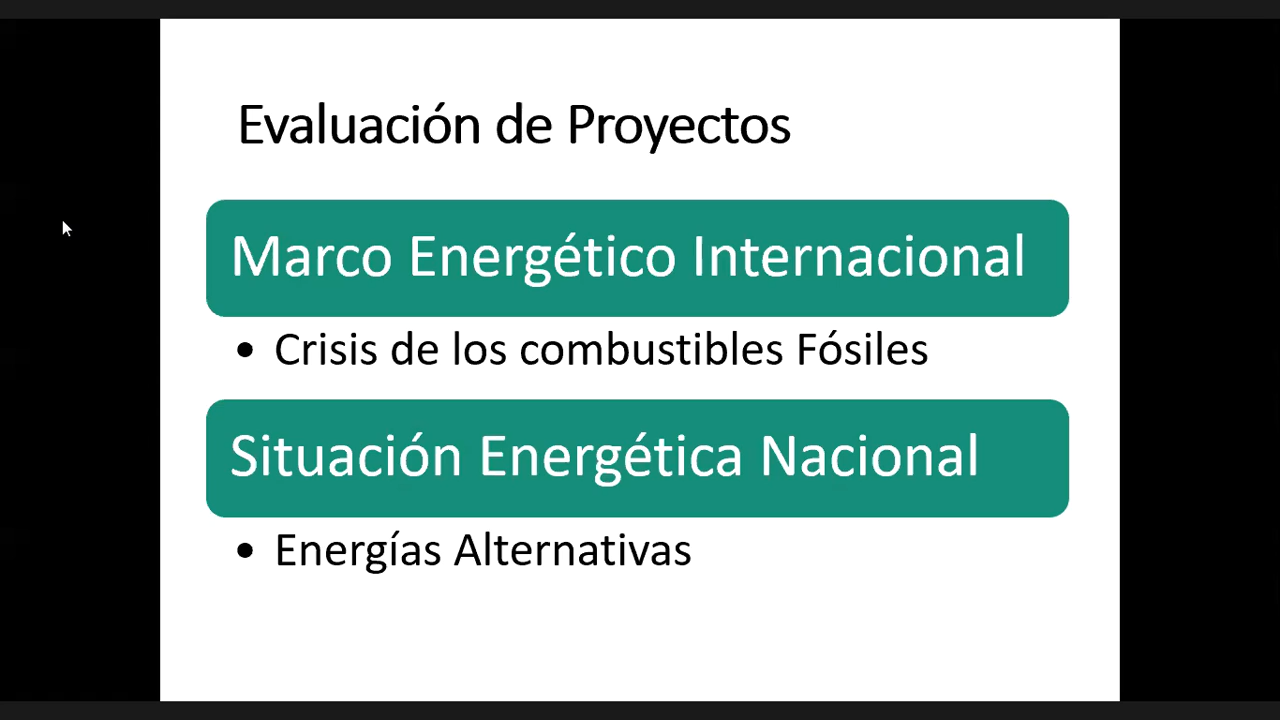 Evaluación de Proyectos
Marco Energético Internacional
• Crisis de los combustibles Fósiles
Situación Energética Nacional
• Energías Alternativas